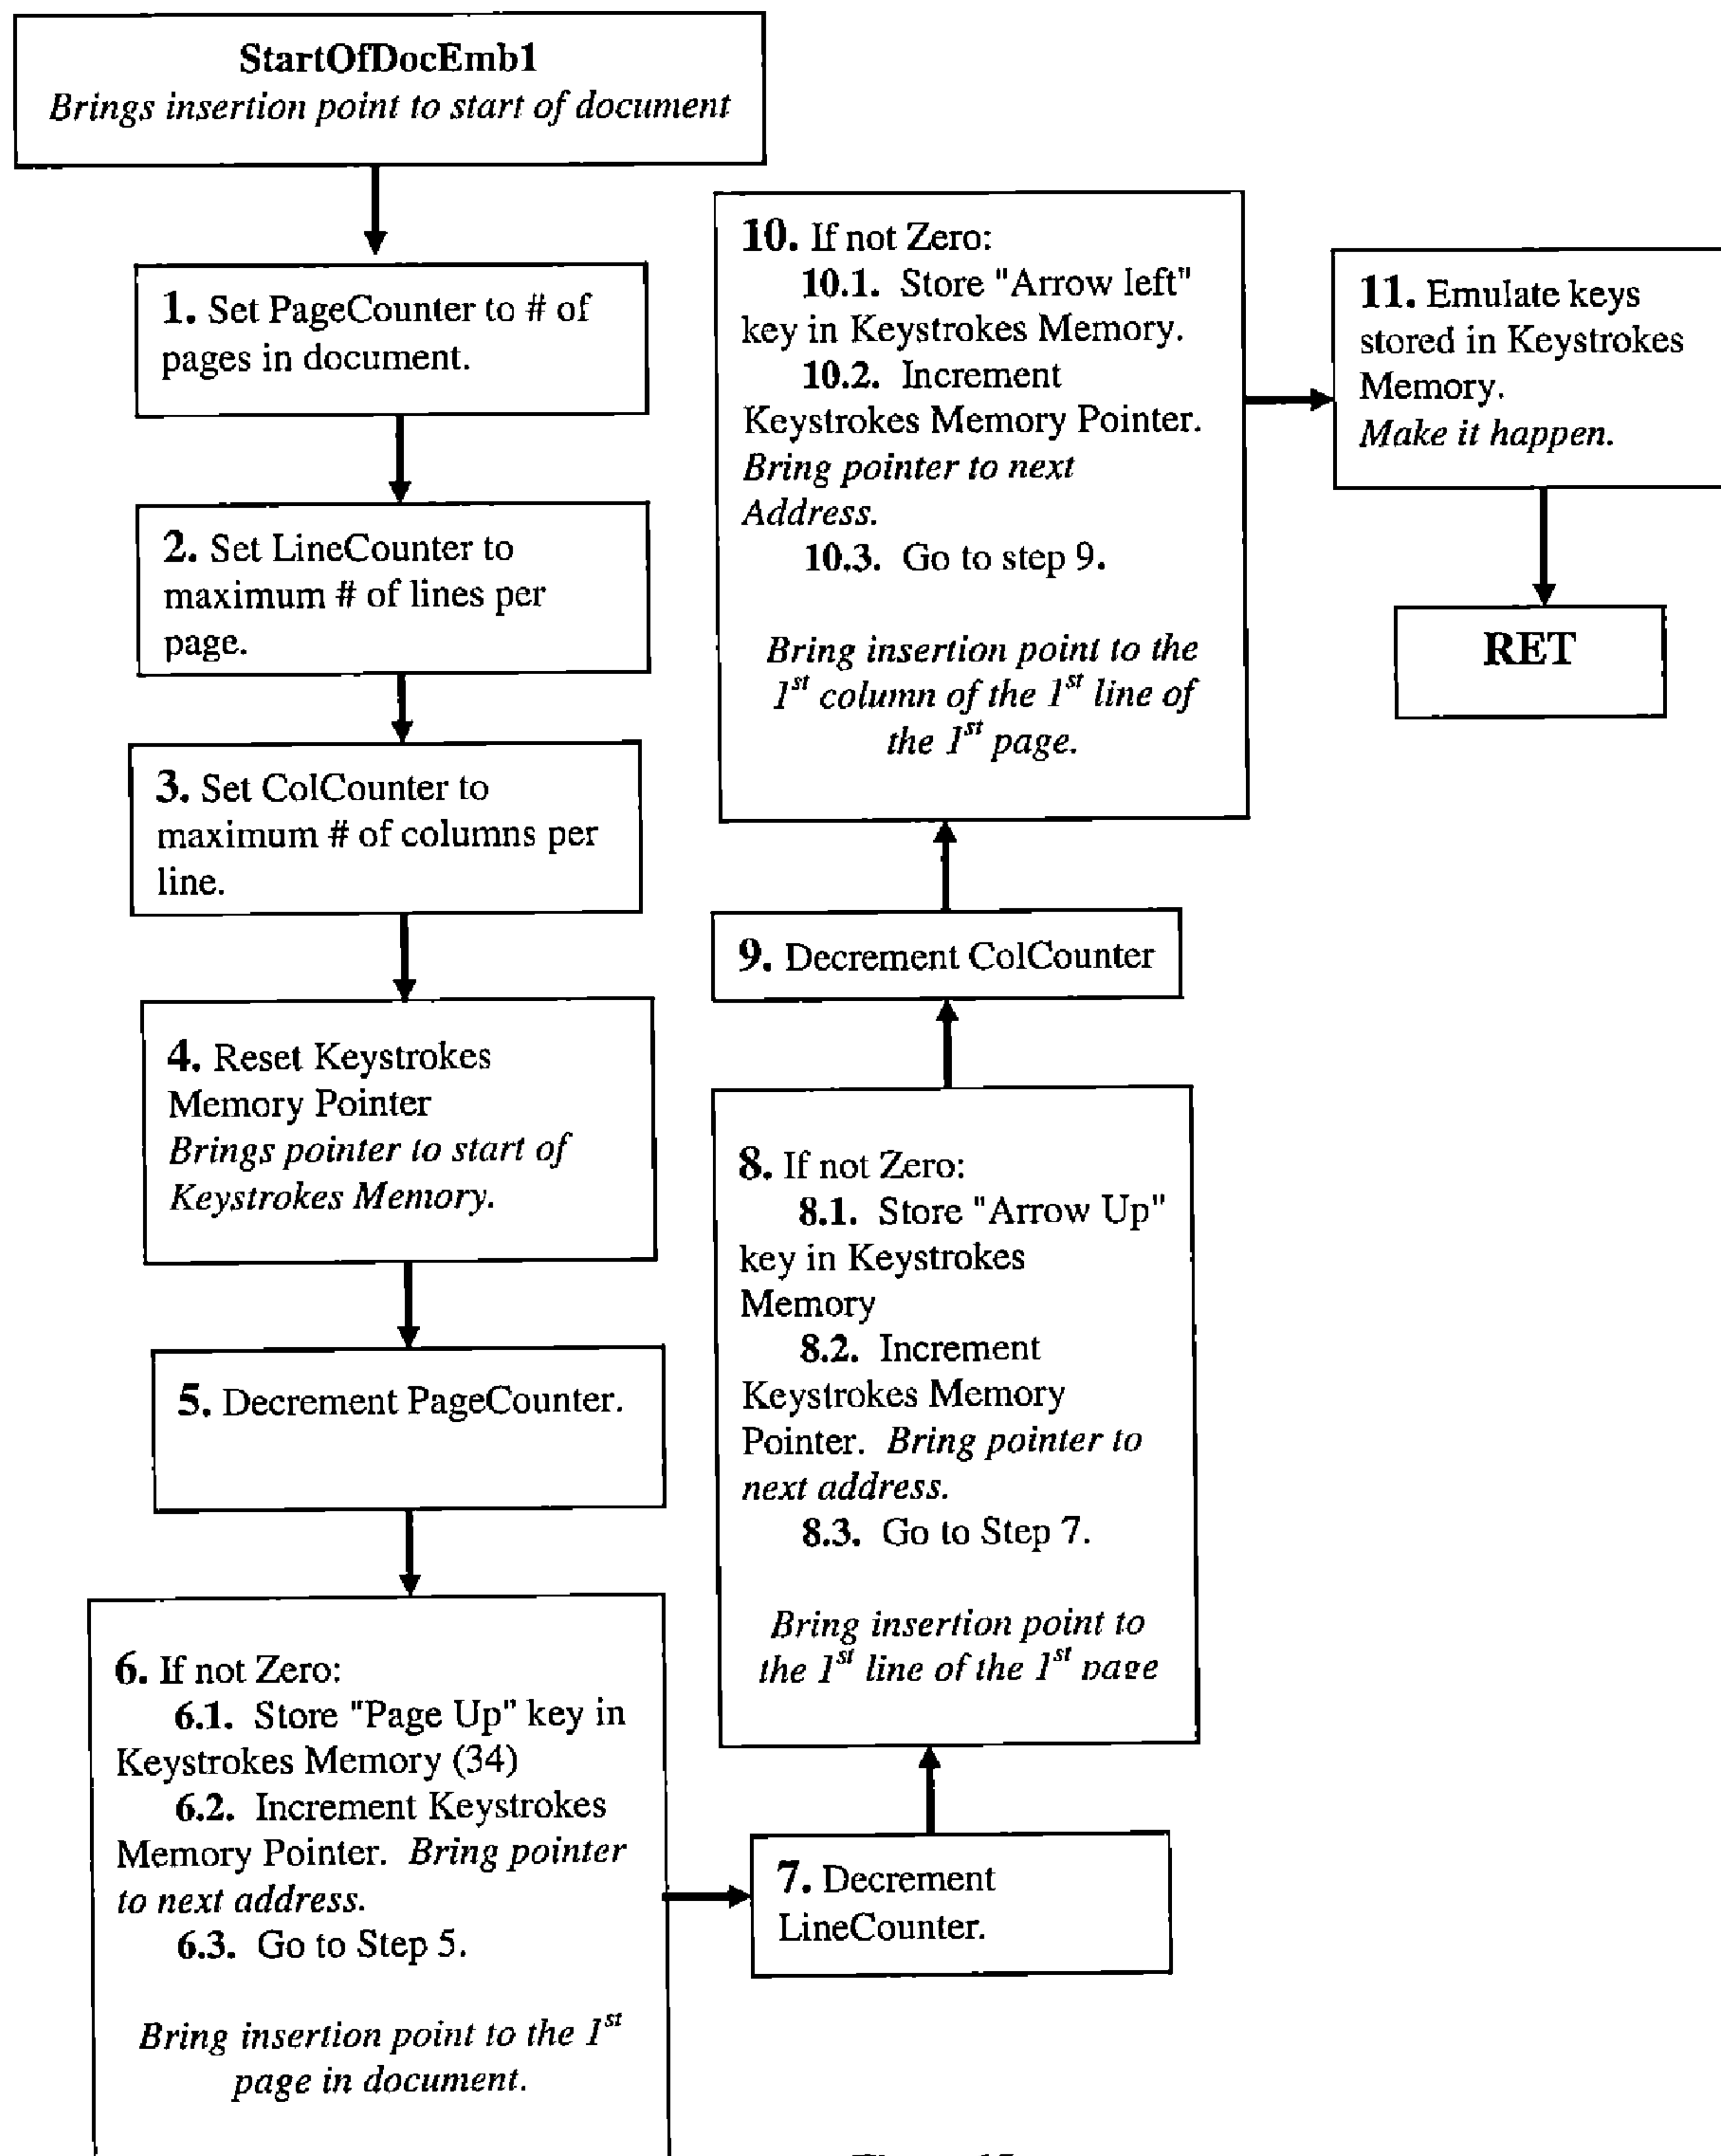 StartOfDocEmb1
Brings insertion point to start of document
1. Set PageCounter to # of
pages in document.
2. Set LineCounter to
maximum # of lines per
page.
3. Set ColCounter to
maximum # of columns per
line.
4. Reset Keystrokes
Memory Pointer
Brings pointer to start of
Keystrokes Memory.
5. Decrement PageCounter.
6. If not Zero:
6.1. Store "Page Up" key in
Keystrokes Memory (34)
6.2. Increment Keystrokes
Memory Pointer. Bring pointer
to next address.
6.3. Go to Step 5.
Bring insertion point to the 1st
page in document.
7. Decrement
LineCounter.
8. If not Zero:
8.1. Store "Arrow Up"
key in Keystrokes
Memory
8.2. Increment
Keystrokes Memory
Pointer. Bring pointer to
next address.
8.3. Go to Step 7.
Bring insertion point to
the 1st line of the 1st page
9. Decrement ColCounter
10. If not Zero:
10.1. Store "Arrow left"
key in Keystrokes Memory.
10.2. Increment
Keystrokes Memory Pointer.
Bring pointer to next
Address.
10.3. Go to step 9.
Bring insertion point to the
1st column of the 1st line of
the 1st page.
11. Emulate keys
stored in Keystrokes
Memory.
Make it happen.
RET